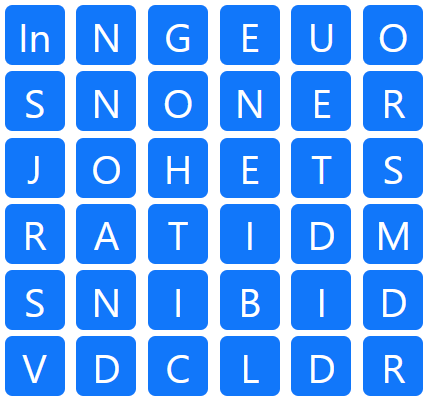 In N G E U O
S N O N E R
J O H E T S
R A T I D M
S N I B I D
V D C L D R